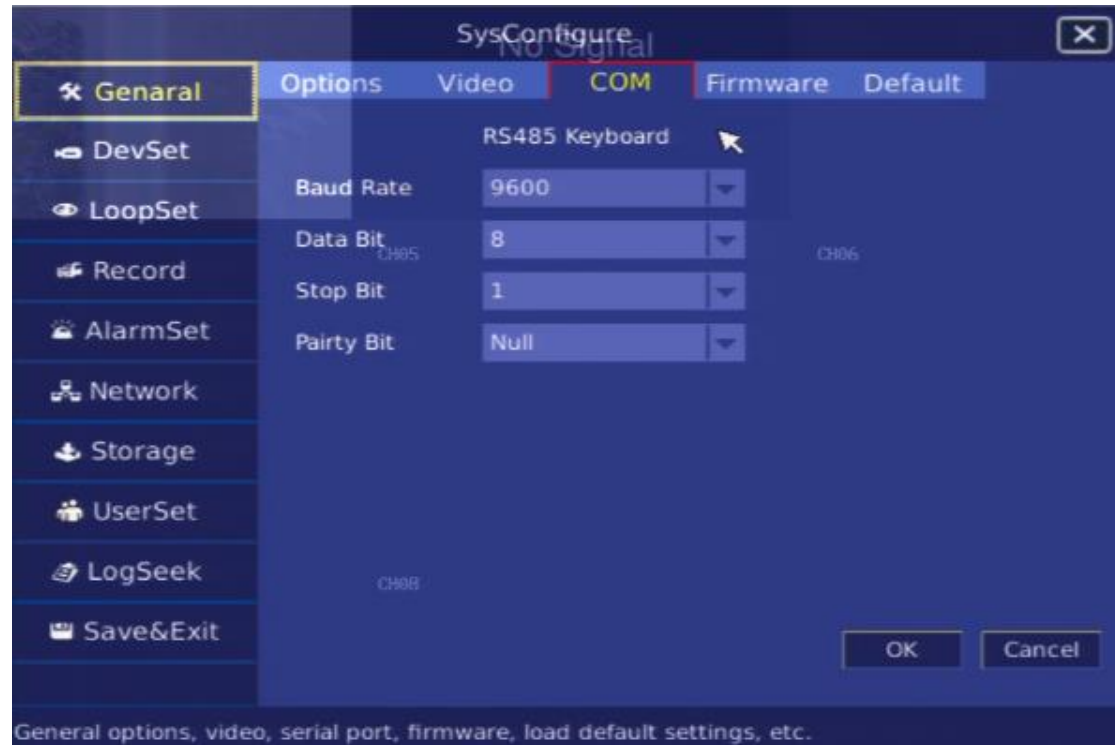 SysConfigure
No Signal
Genaral
DevSet
LoopSet
Record
AlarmSet
Network
Storage
UserSet
LogSeek
Save&Exit
Options Video COM Firmware Default
RS485 Keyboard
Baud Rate 9600
Data Bit 8
CH05 CH06
Stop Bit 1
Pairty Bit Null
CH08
OK Cancel
General options, video, serial port, firmware, load default settings, etc.